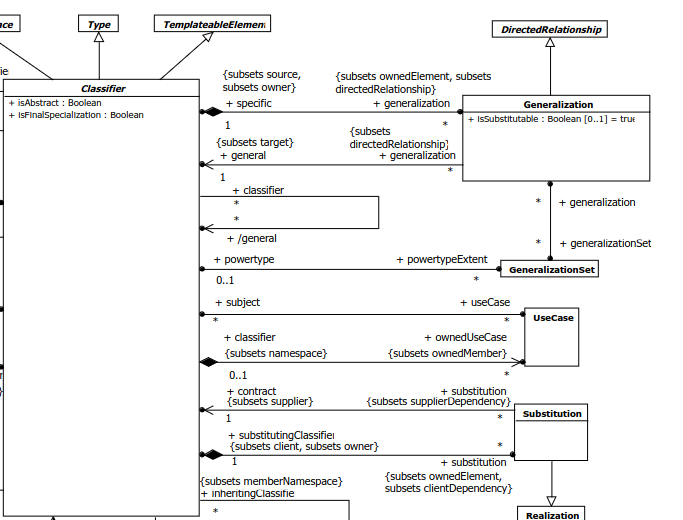 nce
Type
TemplateableElement
DirectedRelationship
fie
Classifier
+ isAbstract : Boolean
+ isFinalSpecialization : Boolean
{subsets source,
subsets owner}
+ specific
1
{subsets ownedElement, subsets
directedRelationship}
+ generalization
*
Generalization
+ isSubstitutable : Boolean [0..1] = true
{subsets target}
+ general
1
{subsets
directedRelationship}
+ generalization
*
+ classifier
*
*
+ /general
* + generalization
* + generalizationSet
+ powertype
0..1
+ powertypeExtent
*
GeneralizationSet
+ subject
*
+ useCase
*
UseCase
+ classifier
{subsets namespace}
0..1
+ ownedUseCase
{subsets ownedMember}
*
+ contract
{subsets supplier}
1
+ substitution
{subsets supplierDependency}
*
Substitution
+ substitutingClassifier
{subsets client, subsets owner}
1
*
+ substitution
{subsets ownedElement,
subsets clientDependency}
{subsets memberNamespace}
+ inheritingClassifie
*
Realization